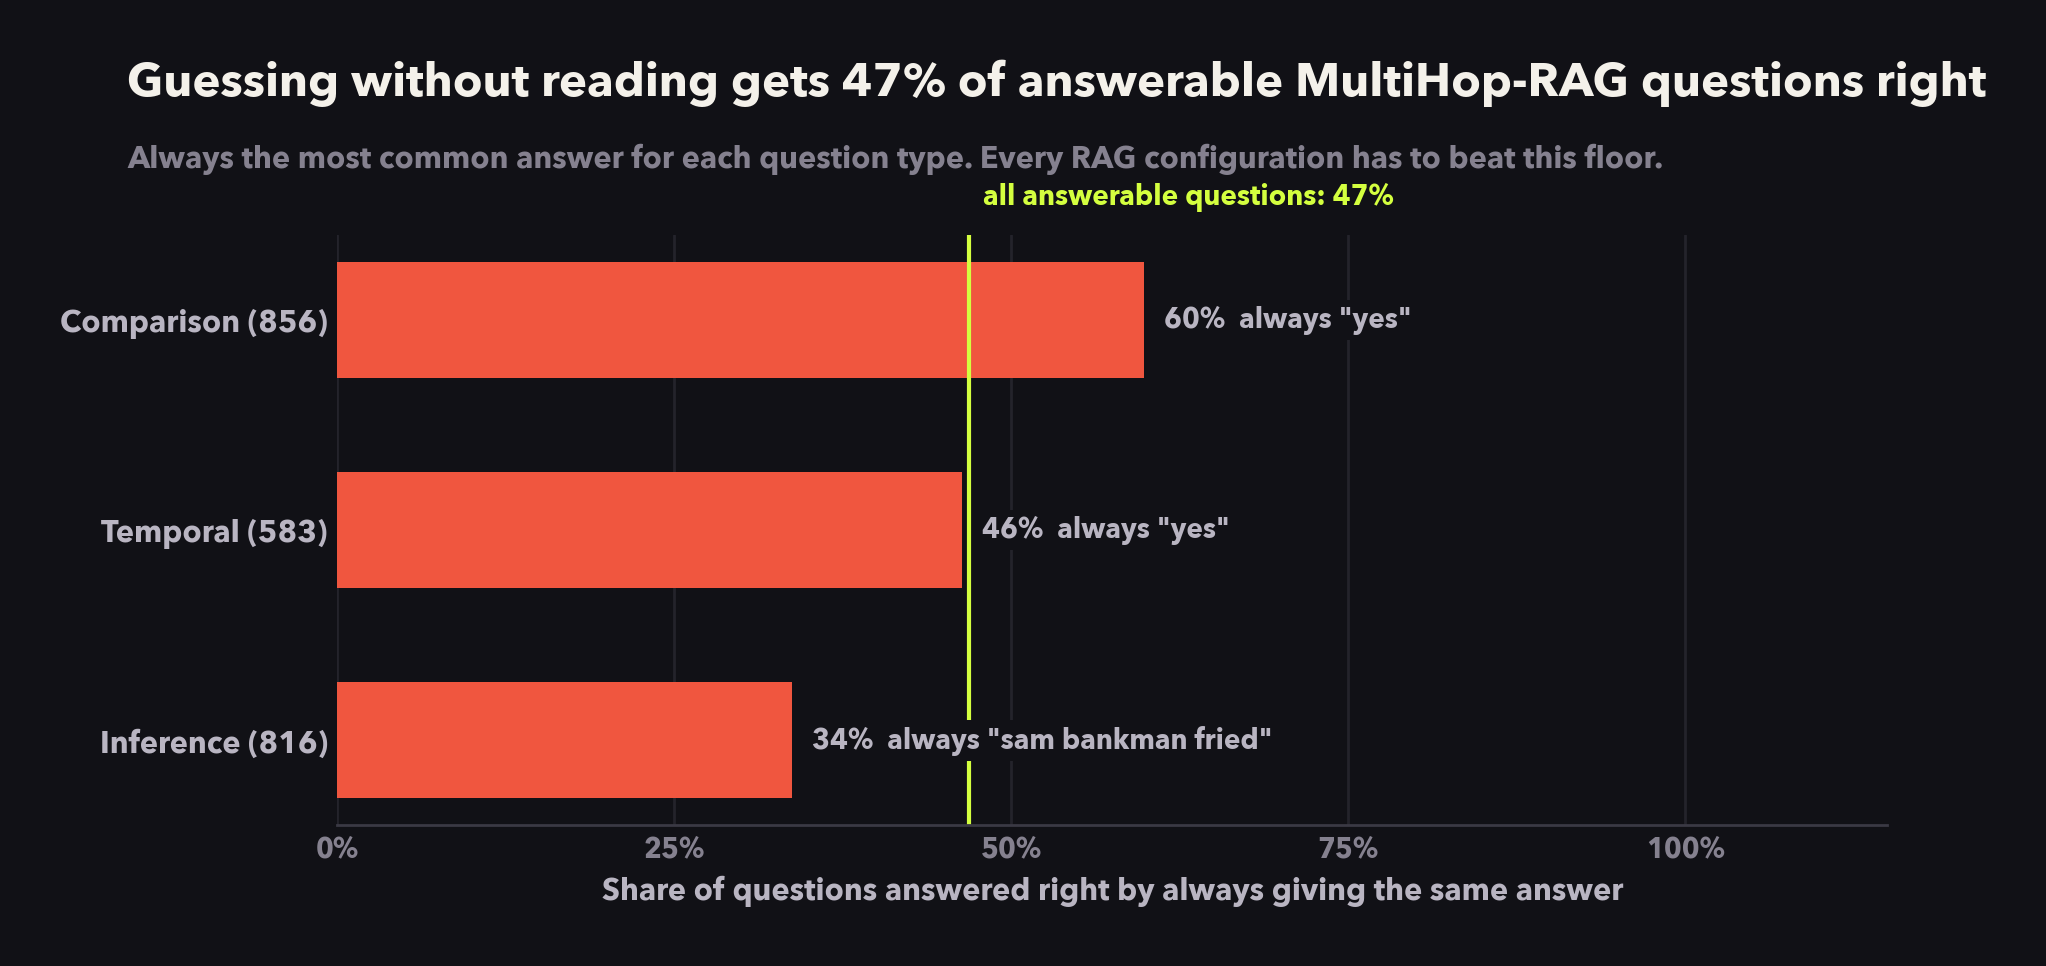 Guessing without reading gets 47% of answerable MultiHop-RAG questions right
Always the most common answer for each question type. Every RAG configuration has to beat this floor.
all answerable questions: 47%
Comparison (856)
60% always "yes"
Temporal (583)
46% always "yes"
Inference (816)
34% always "sam bankman fried"
0% 25% 50% 75% 100%
Share of questions answered right by always giving the same answer